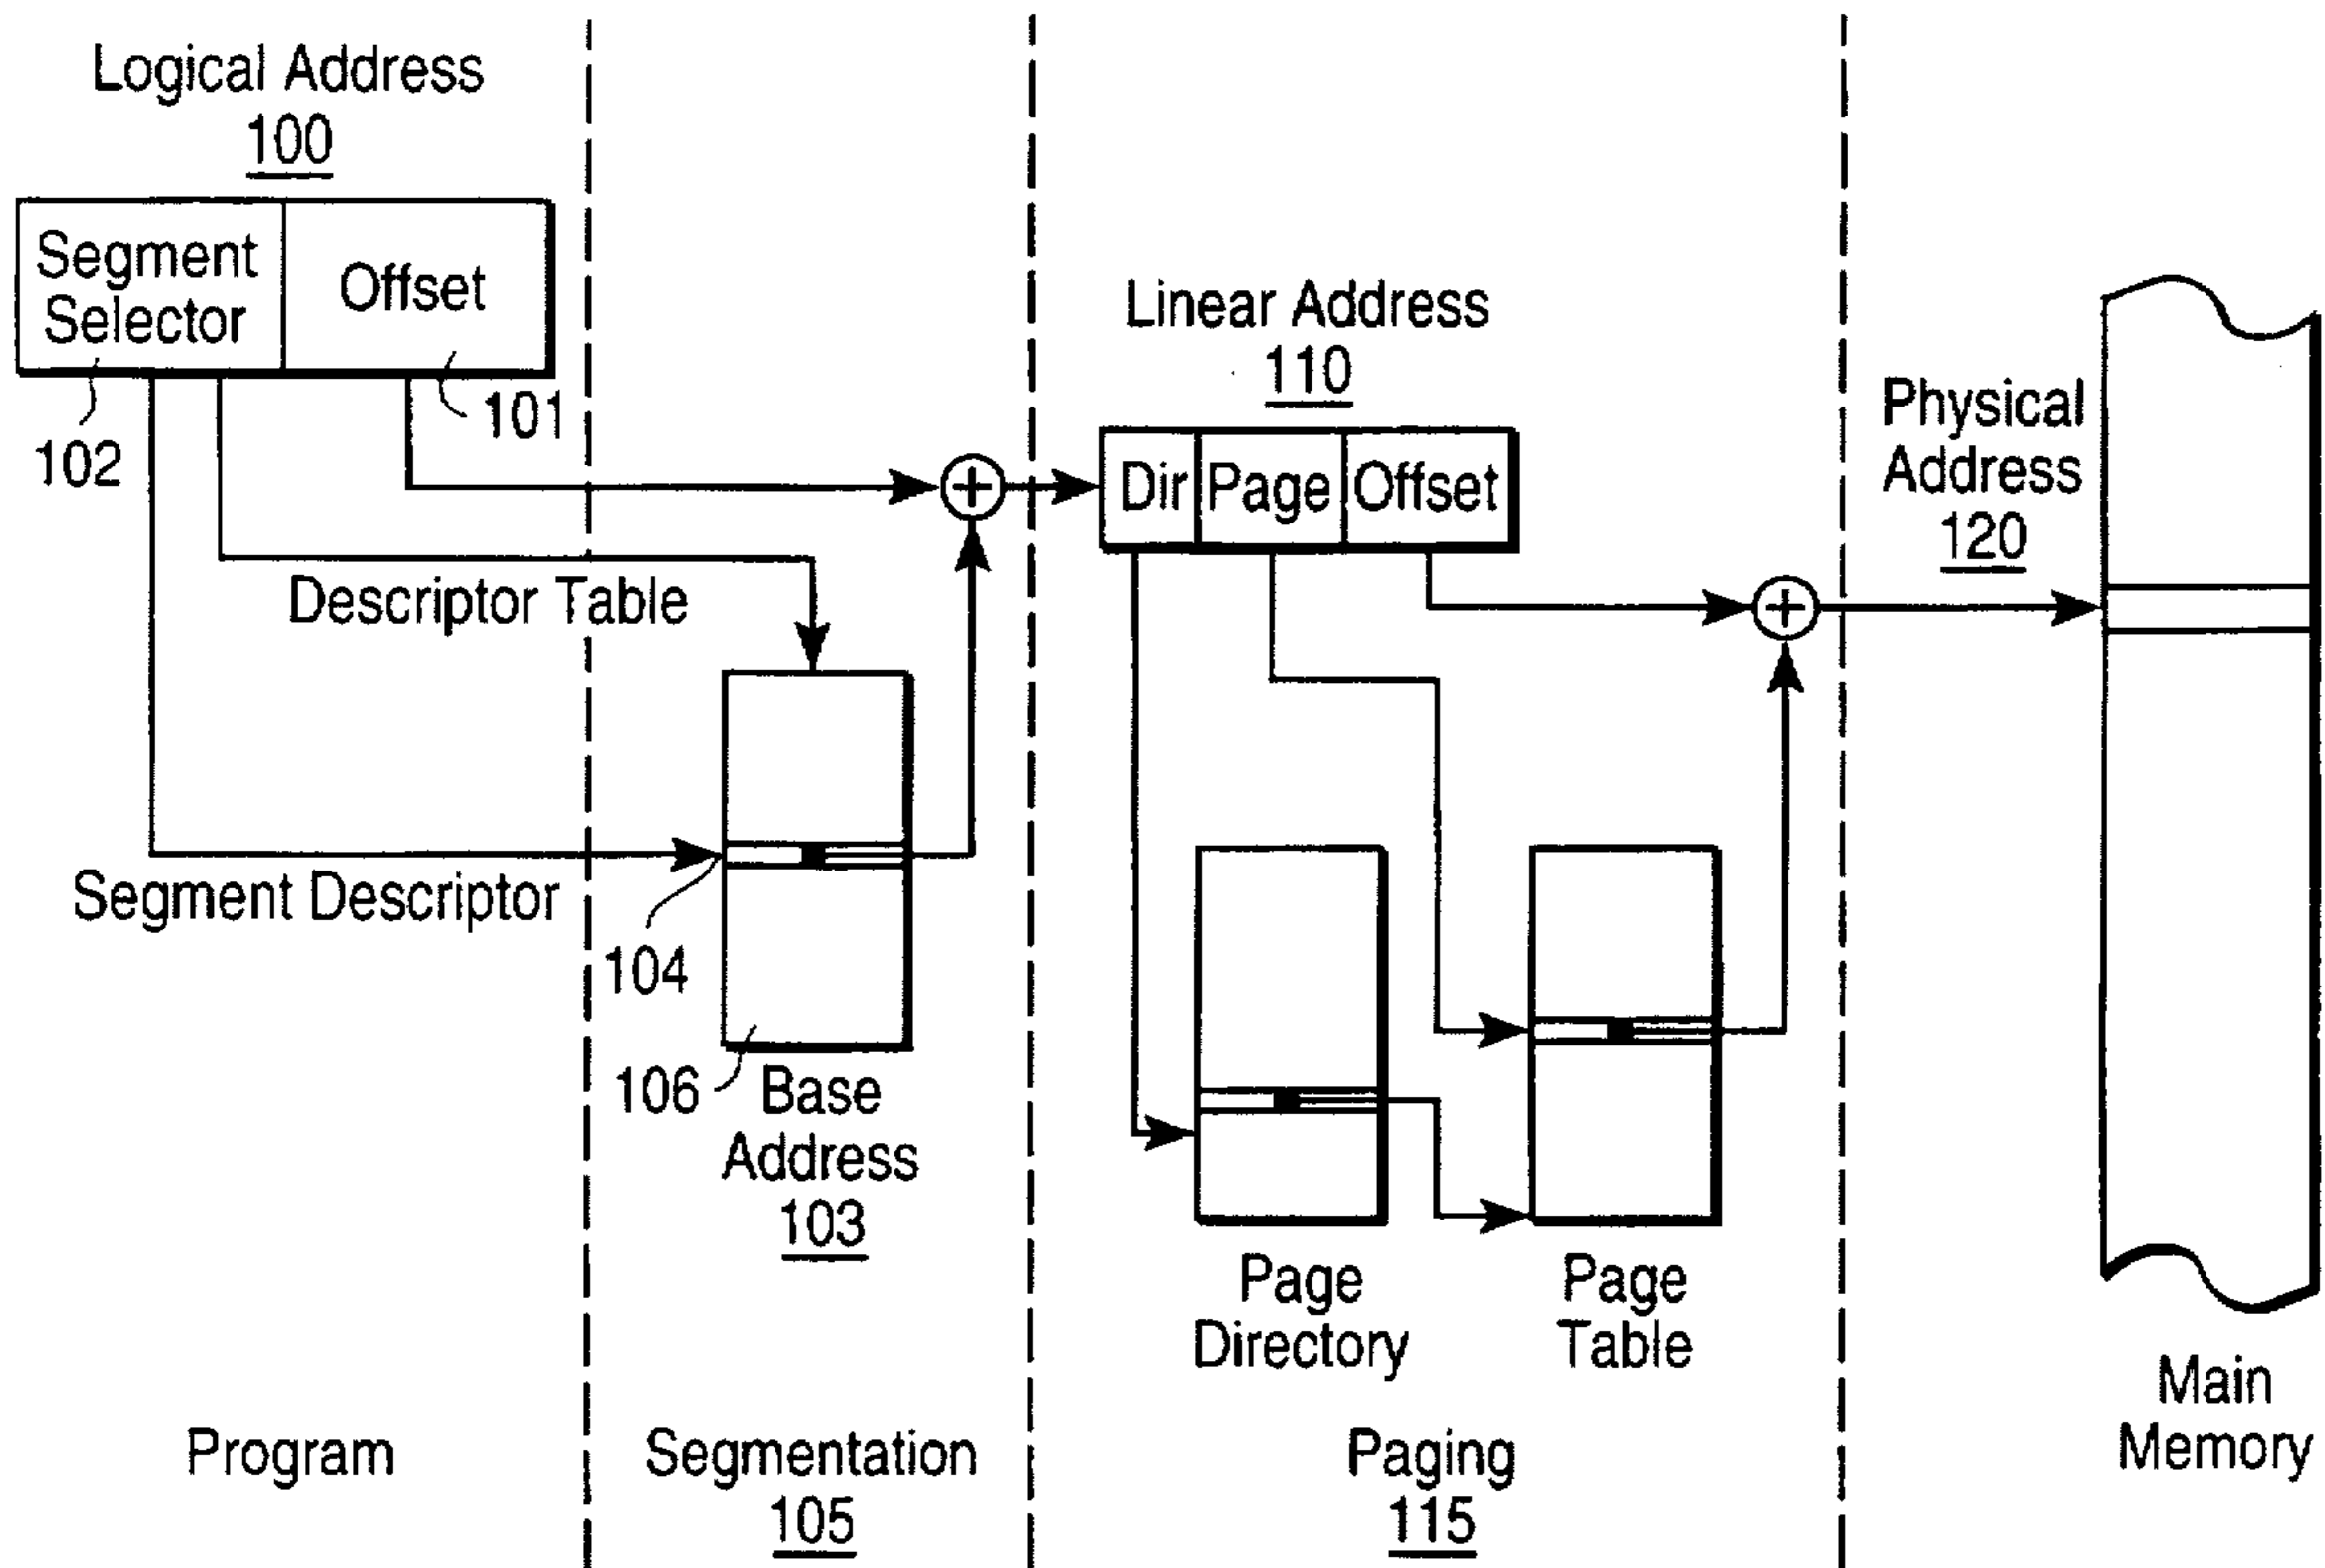 Logical Address
100
Segment
Selector
Offset
102
101
Descriptor Table
Segment Descriptor
104
106
Base
Address
103
Linear Address
110
Dir
Page
Offset
+
+
Page
Directory
Page
Table
Physical
Address
120
Main
Memory
Program
Segmentation
105
Paging
115